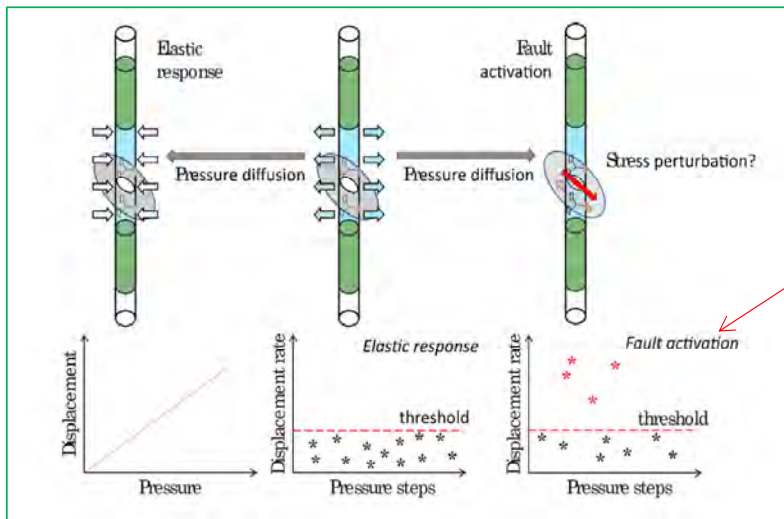 Elastic
response
Fault
activation
Pressure diffusion
Pressure diffusion
Stress perturbation?
Displacement
Pressure
Displacement rate
Elastic response
threshold
Pressure steps
Displacement rate
Fault activation
threshold
Pressure steps